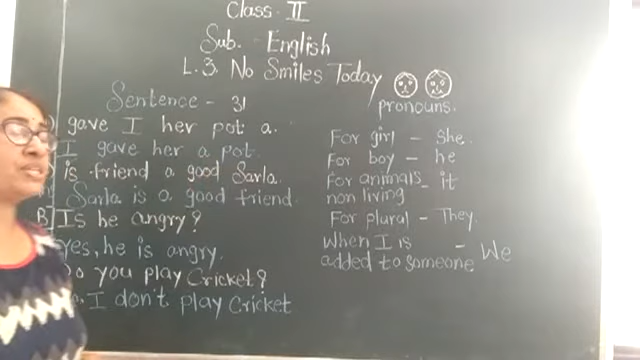 Class - II
Sub. - English
L.3. No Smiles Today
Sentence - 31
gave I her pot a.
I gave her a pot.
is friend a good Sarla.
Sarla is a good friend.
B] Is he angry?
yes, he is angry.
you play Cricket?
I don't play Cricket
pronouns.
For girl - She.
For boy - he
For animals - it
non living
For plural - They.
When I is
added to someone - We